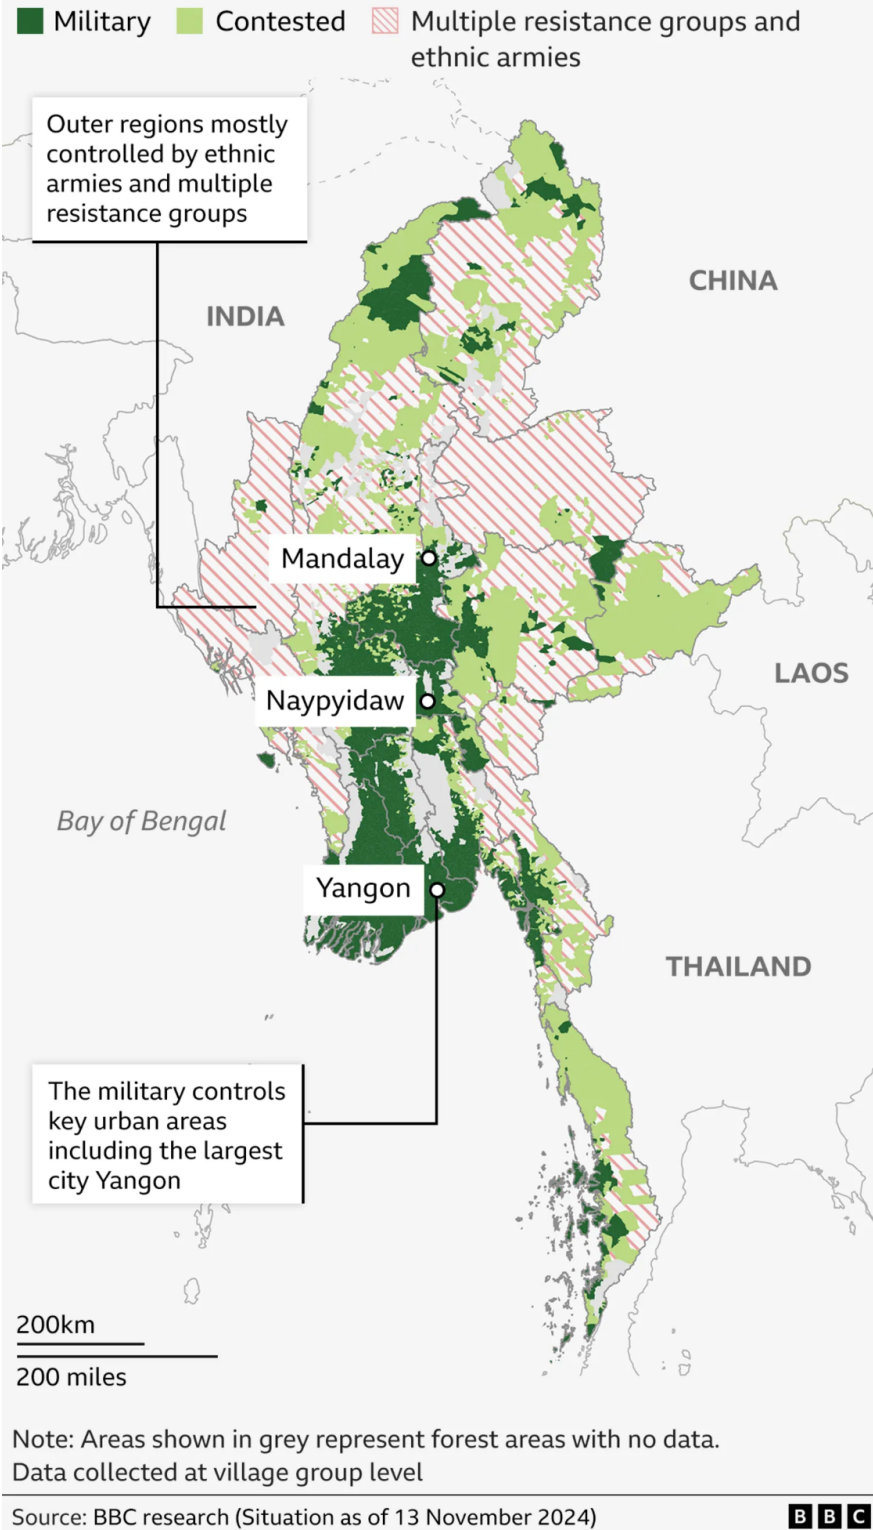 Military
Contested
Multiple resistance groups and
ethnic armies
Outer regions mostly
controlled by ethnic
armies and multiple
resistance groups
INDIA
CHINA
Mandalay
Naypyidaw
LAOS
Bay of Bengal
Yangon
THAILAND
The military controls
key urban areas
including the largest
city Yangon
200km
200 miles
Note: Areas shown in grey represent forest areas with no data.
Data collected at village group level
Source: BBC research (Situation as of 13 November 2024)
BBC